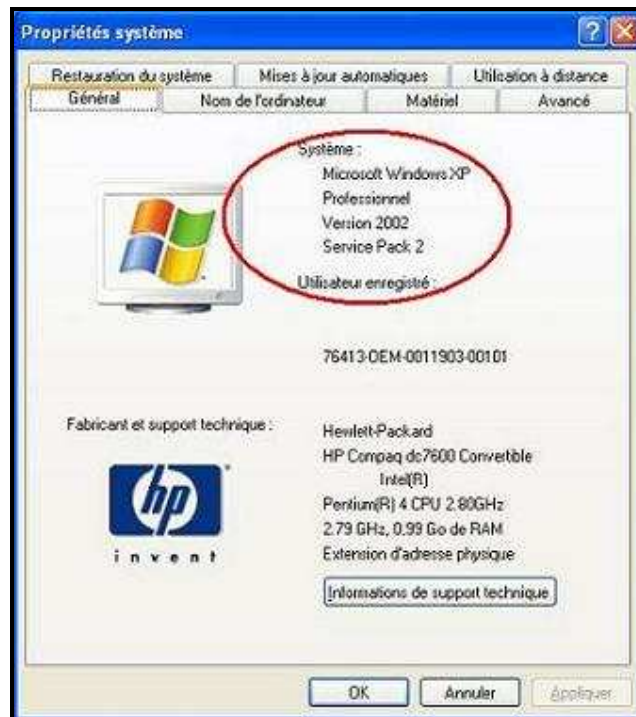 Propriétés système
Restauration du système Mises à jour automatiques Utilisation à distance
Général Nom de l'ordinateur Matériel Avancé
Système :
Microsoft Windows XP
Professionnel
Version 2002
Service Pack 2
Utilisateur enregistré :
76413-OEM-0011903-00101
Fabricant et support technique :
Hewlett-Packard
HP Compaq dc7600 Convertible
Intel(R)
Pentium(R) 4 CPU 2.80GHz
2.79 GHz, 0.99 Go de RAM
Extension d'adresse physique
hp
invent
Informations de support technique
OK Annuler Appliquer